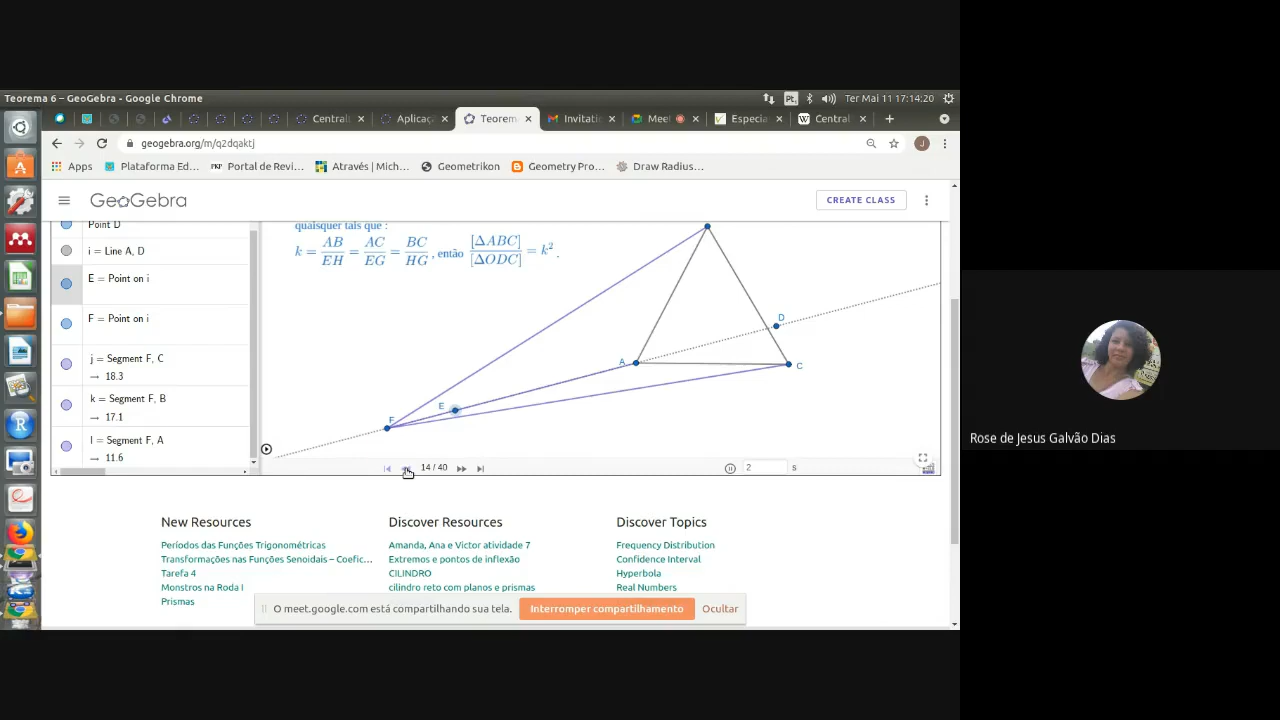 Teorema 6 – GeoGebra - Google Chrome
Pt
Ter Mai 11 17:14:20
Centrali
Aplicaç
Teorem
Invitatio
Meet
Especia
Central
geogebra.org/m/q2dqaktj
J
Apps
Plataforma Ed...
PKP Portal de Revi...
Através | Mich...
Geometrikon
Geometry Pro...
Draw Radius...
GeoGebra
CREATE CLASS
Point D
i = Line A, D
E = Point on i
F = Point on i
j = Segment F, C
→ 18.3
k = Segment F, B
→ 17.1
l = Segment F, A
→ 11.6
quaisquer tais que :
k = AB/EH = AC/EG = BC/HG , então [ΔABC]/[ΔODC] = k² .
D
A
C
E
F
14 / 40
2 s
New Resources
Períodos das Funções Trigonométricas
Transformações nas Funções Senoidais – Coefic...
Tarefa 4
Monstros na Roda I
Prismas
Discover Resources
Amanda, Ana e Victor atividade 7
Extremos e pontos de inflexão
CILINDRO
cilindro reto com planos e prismas
Discover Topics
Frequency Distribution
Confidence Interval
Hyperbola
Real Numbers
O meet.google.com está compartilhando sua tela.
Interromper compartilhamento
Ocultar
Rose de Jesus Galvão Dias